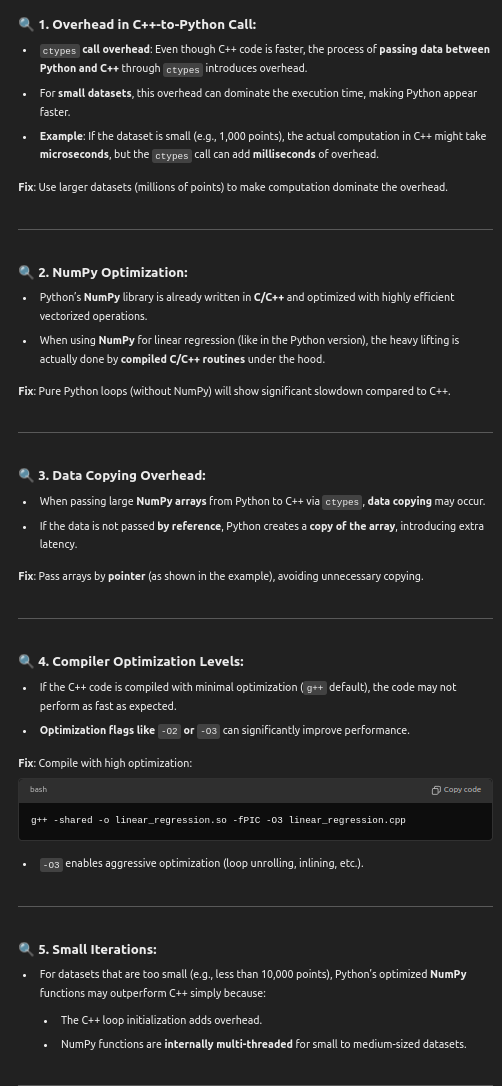 🔍 1. Overhead in C++-to-Python Call:
• ctypes call overhead: Even though C++ code is faster, the process of passing data between
Python and C++ through ctypes introduces overhead.
• For small datasets, this overhead can dominate the execution time, making Python appear
faster.
• Example: If the dataset is small (e.g., 1,000 points), the actual computation in C++ might take
microseconds, but the ctypes call can add milliseconds of overhead.
Fix: Use larger datasets (millions of points) to make computation dominate the overhead.
🔍 2. NumPy Optimization:
• Python's NumPy library is already written in C/C++ and optimized with highly efficient
vectorized operations.
• When using NumPy for linear regression (like in the Python version), the heavy lifting is
actually done by compiled C/C++ routines under the hood.
Fix: Pure Python loops (without NumPy) will show significant slowdown compared to C++.
🔍 3. Data Copying Overhead:
• When passing large NumPy arrays from Python to C++ via ctypes, data copying may occur.
• If the data is not passed by reference, Python creates a copy of the array, introducing extra
latency.
Fix: Pass arrays by pointer (as shown in the example), avoiding unnecessary copying.
🔍 4. Compiler Optimization Levels:
• If the C++ code is compiled with minimal optimization (g++ default), the code may not
perform as fast as expected.
• Optimization flags like -O2 or -O3 can significantly improve performance.
Fix: Compile with high optimization:
bash Copy code
g++ -shared -o linear_regression.so -fPIC -O3 linear_regression.cpp
• -O3 enables aggressive optimization (loop unrolling, inlining, etc.).
🔍 5. Small Iterations:
• For datasets that are too small (e.g., less than 10,000 points), Python's optimized NumPy
functions may outperform C++ simply because:
• The C++ loop initialization adds overhead.
• NumPy functions are internally multi-threaded for small to medium-sized datasets.